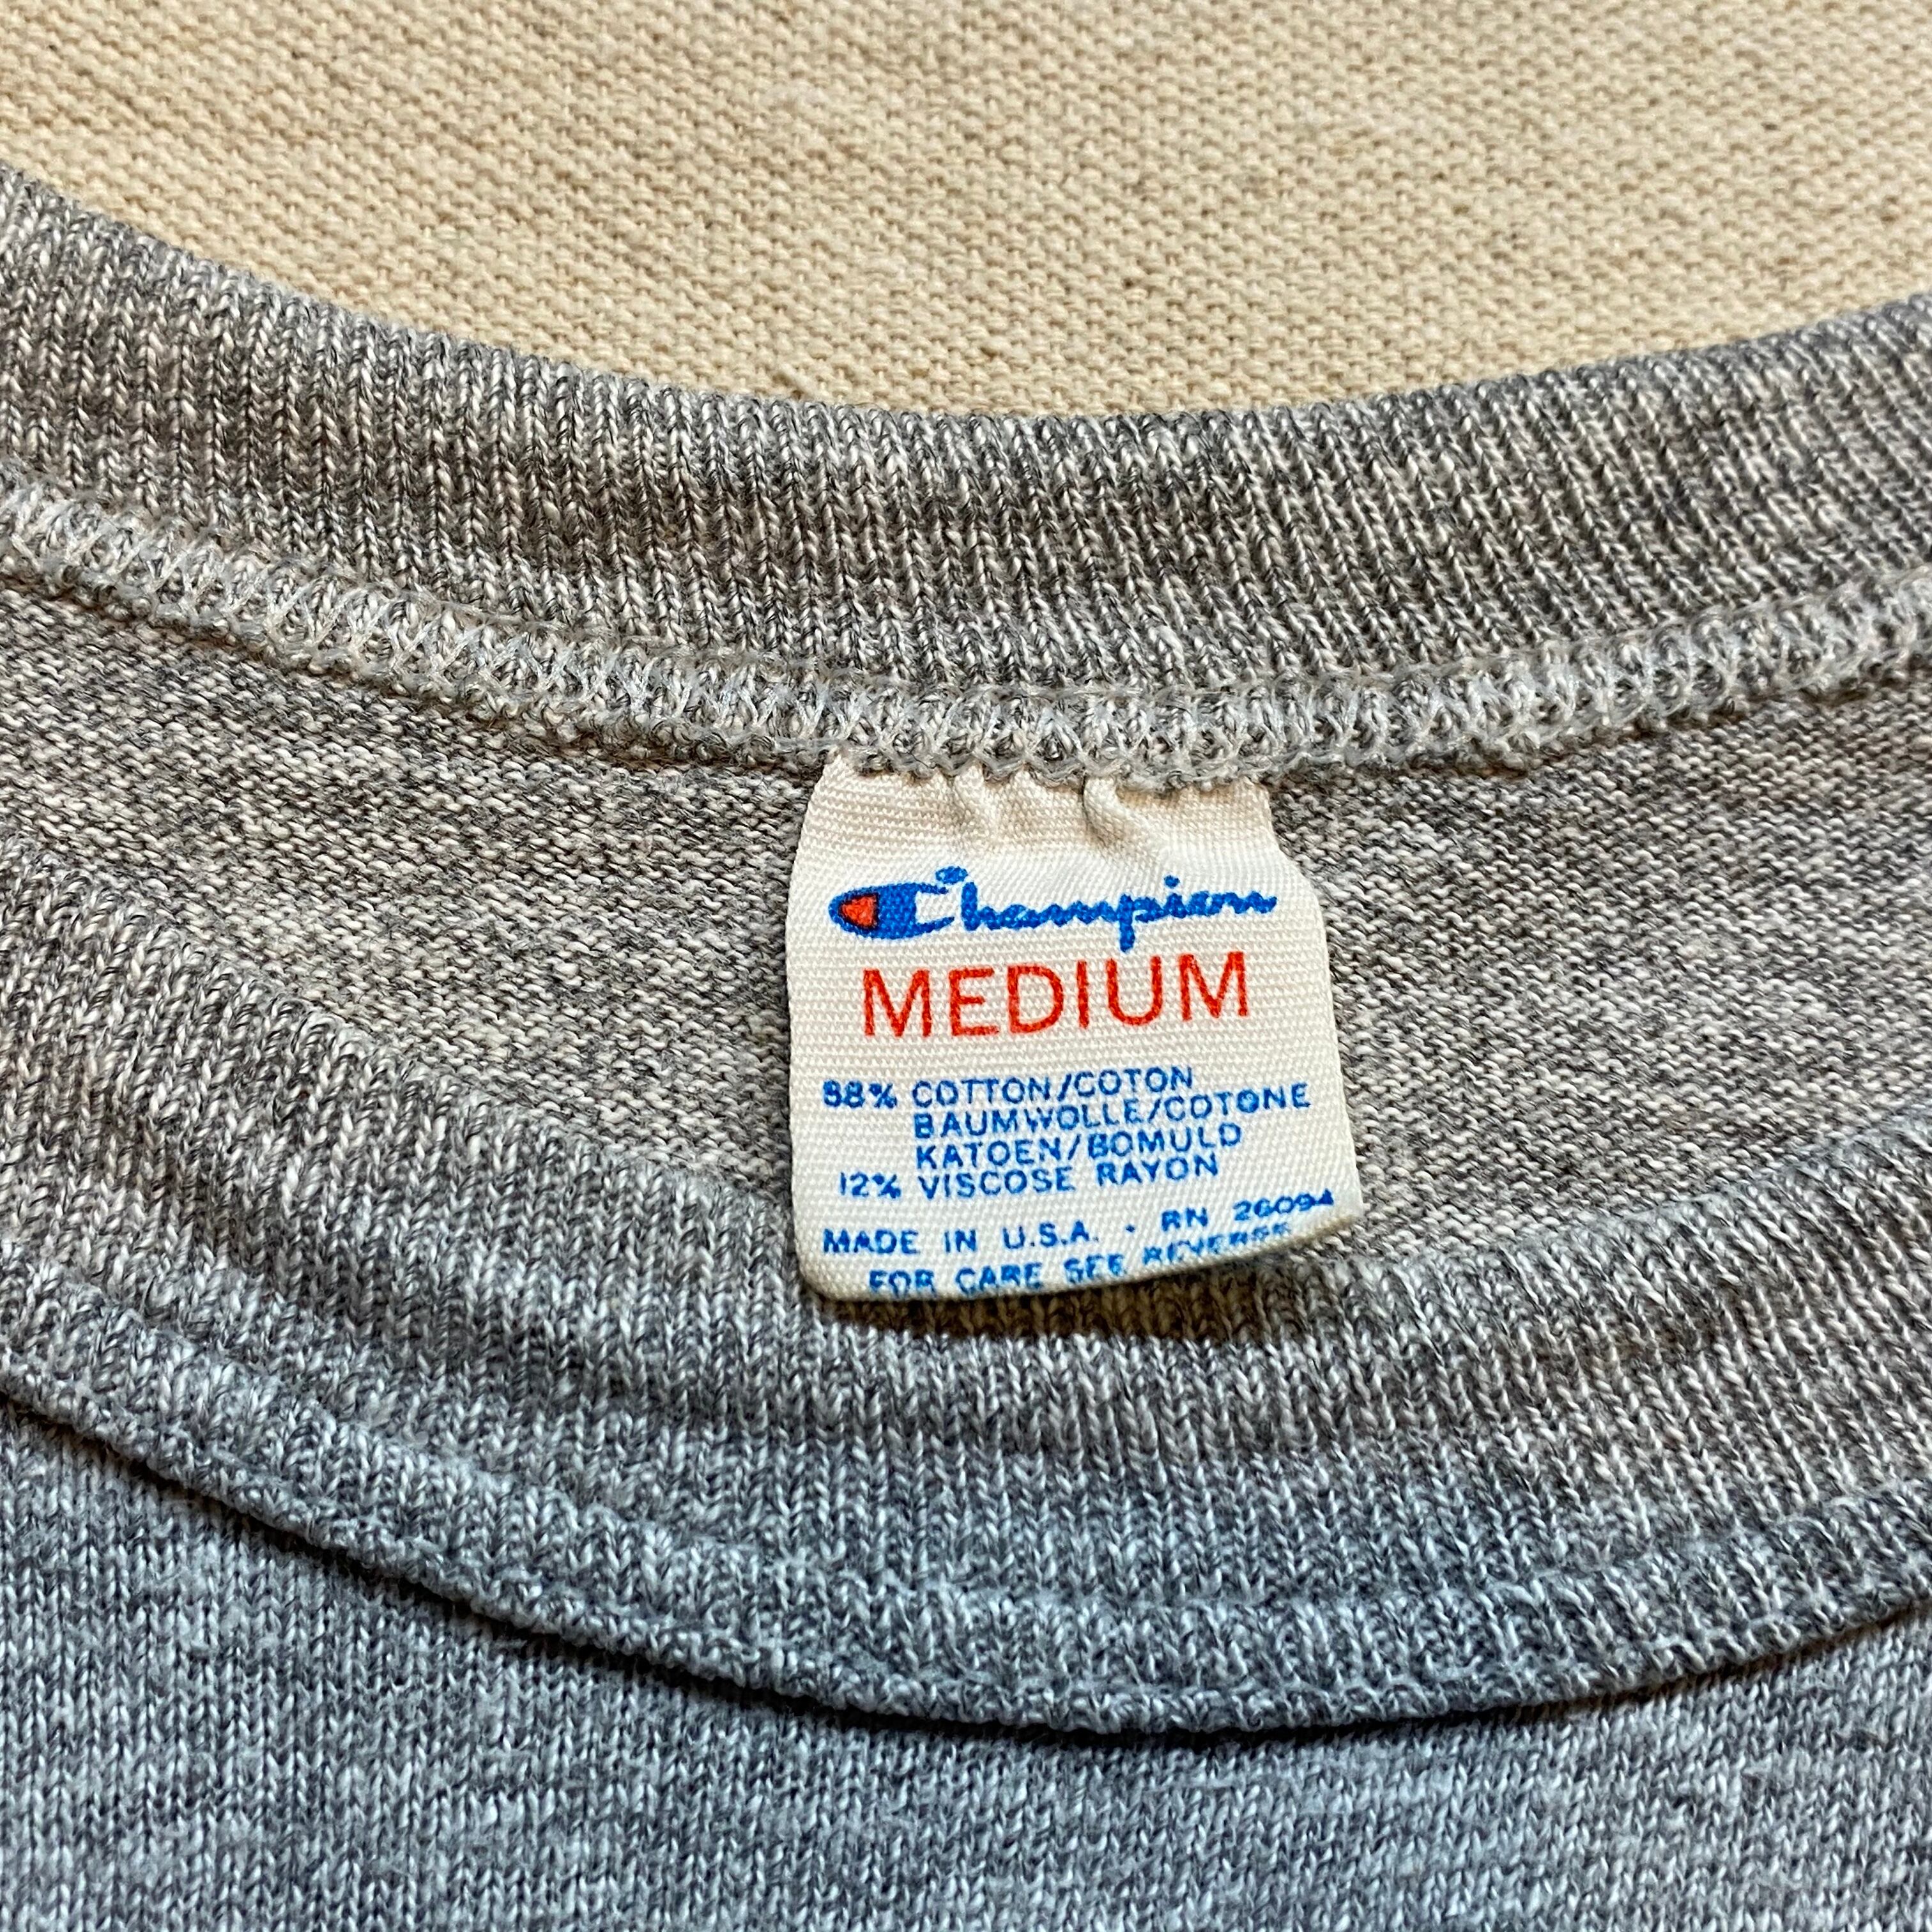 Champion
MEDIUM
88% COTTON/COTON
BAUMWOLLE/COTONE
KATOEN/BOMULD
12% VISCOSE RAYON
MADE IN U.S.A. · RN 26094
FOR CARE SEE REVERSE